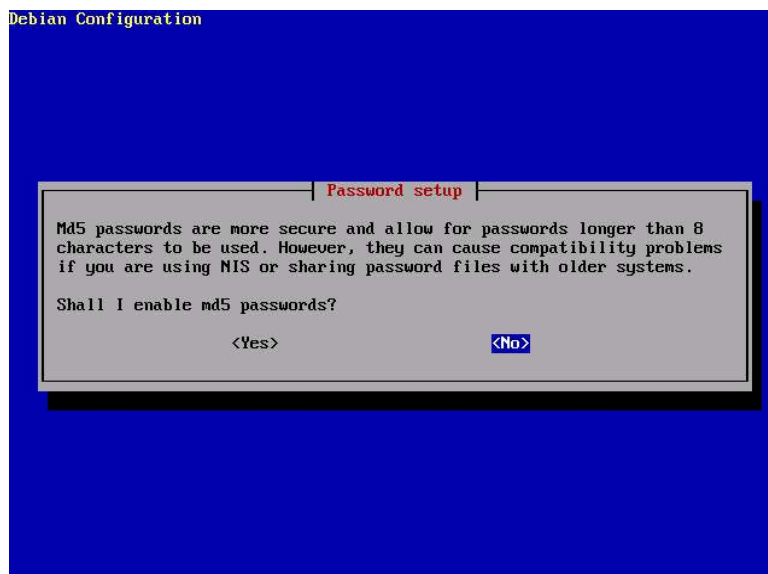 Debian Configuration
Password setup
Md5 passwords are more secure and allow for passwords longer than 8
characters to be used. However, they can cause compatibility problems
if you are using NIS or sharing password files with older systems.
Shall I enable md5 passwords?
<Yes> <No>